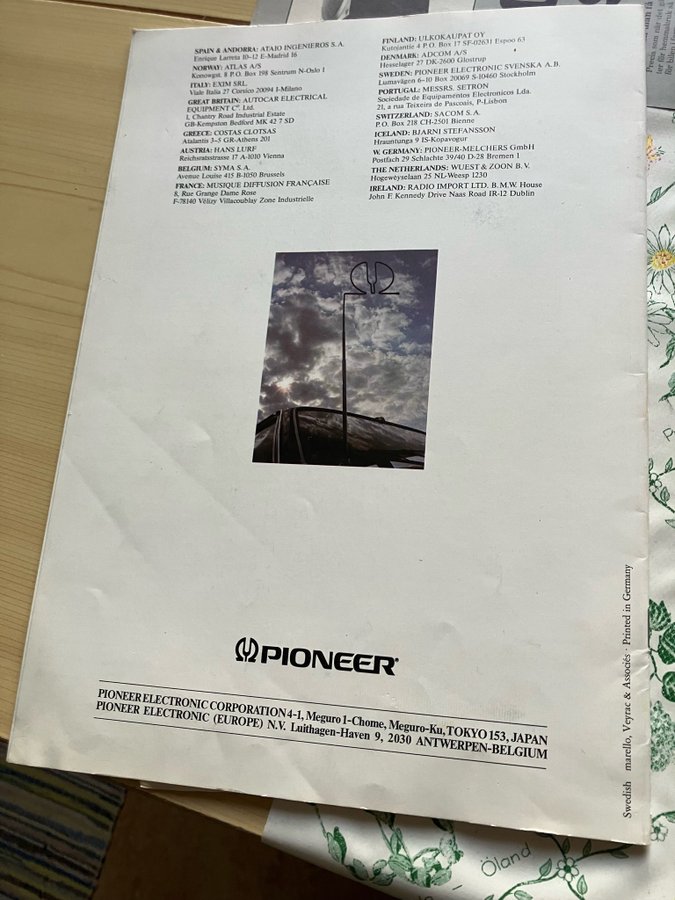 SPAIN & ANDORRA: ATAIO INGENIEROS S.A.
Enrique Larreta 10-12 E-Madrid 16
NORWAY: ATLAS A/S
Konowgst. 8 P.O. Box 198 Sentrum N-Oslo 1
ITALY: EXIM SRL.
Viale Italia 27 Corsico 20094 I-Milano
GREAT BRITAIN: AUTOCAR ELECTRICAL
EQUIPMENT Cº. Ltd.
1, Chantry Road Industrial Estate
GB-Kempston Bedford MK 42 7 SD
GREECE: COSTAS CLOTSAS
Atalantis 3-5 GR-Athens 201
AUSTRIA: HANS LURF
Reichsratsstrasse 17 A-1010 Vienna
BELGIUM: SYMA S.A.
Avenue Louise 415 B-1050 Brussels
FRANCE: MUSIQUE DIFFUSION FRANÇAISE
8, Rue Grange Dame Rose
F-78140 Vélizy Villacoublay Zone Industrielle
FINLAND: ULKOKAUPAT OY
Kutojantie 4 P.O. Box 17 SF-02631 Espoo 63
DENMARK: ADCOM A/S
Hesselager 27 DK-2600 Glostrup
SWEDEN: PIONEER ELECTRONIC SVENSKA A.B.
Lumavägen 6-10 Box 20069 S-10460 Stockholm
PORTUGAL: MESSRS. SETRON
Sociedade de Equipamentos Electronicos Lda.
21, a rua Teixeira de Pascoais, P-Lisbon
SWITZERLAND: SACOM S.A.
P.O. Box 218 CH-2501 Bienne
ICELAND: BJARNI STEFANSSON
Hrauntunga 9 IS-Kopavogur
W. GERMANY: PIONEER-MELCHERS GmbH
Postfach 29 Schlachte 39/40 D-28 Bremen 1
THE NETHERLANDS: WUEST & ZOON B.V.
Hogeweyselaan 25 NL-Weesp 1230
IRELAND: RADIO IMPORT LTD. B.M.W. House
John F. Kennedy Drive Naas Road IR-12 Dublin
PIONEER
PIONEER ELECTRONIC CORPORATION 4-1, Meguro 1-Chome, Meguro-Ku, TOKYO 153, JAPAN
PIONEER ELECTRONIC (EUROPE) N.V. Luithagen-Haven 9, 2030 ANTWERPEN-BELGIUM
Swedish marello, Veyrac & Associés · Printed in Germany
Öland